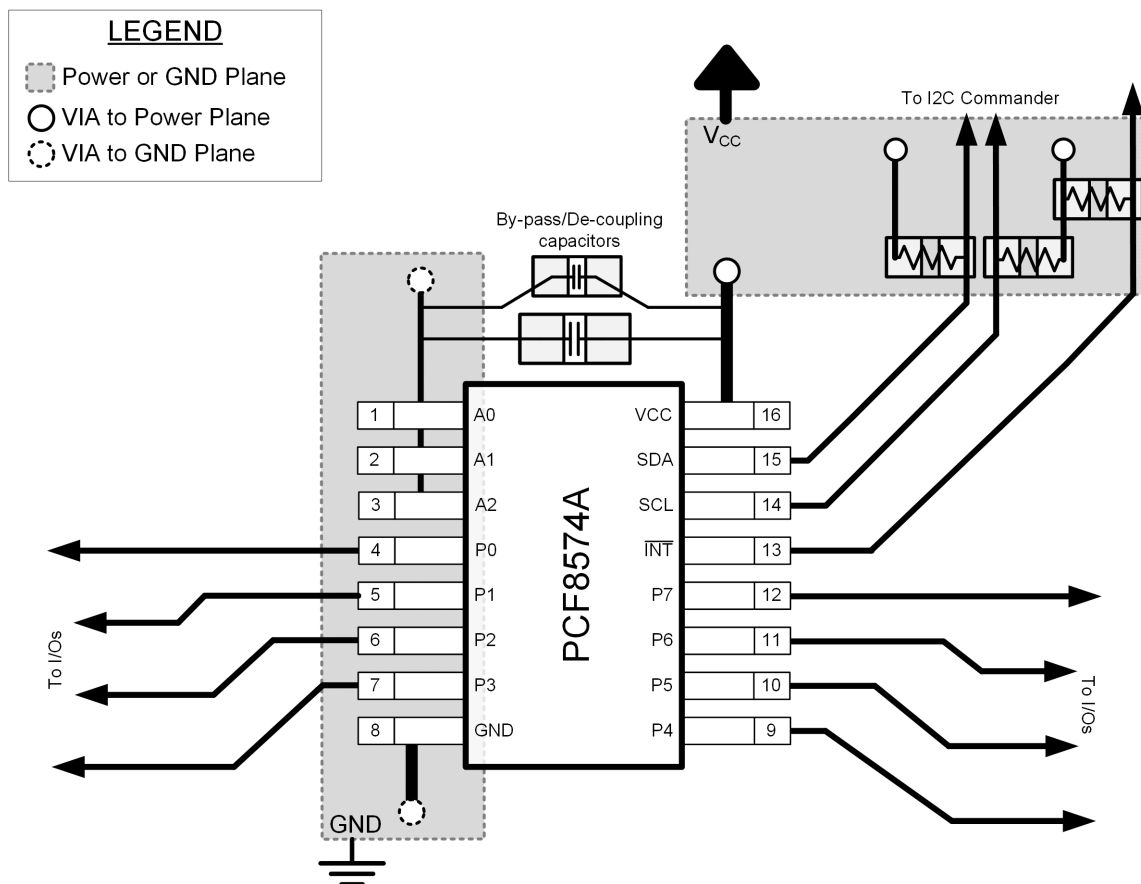 LEGEND
Power or GND Plane
VIA to Power Plane
VIA to GND Plane
To I2C Commander
VCC
By-pass/De-coupling
capacitors
1 A0 VCC 16
2 A1 SDA 15
3 A2 SCL 14
4 P0 INT 13
5 P1 P7 12
6 P2 P6 11
7 P3 P5 10
8 GND P4 9
PCF8574A
To I/Os
To I/Os
GND